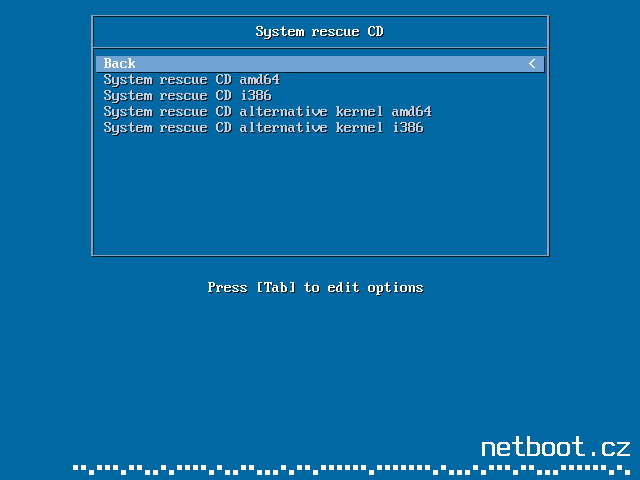 System rescue CD
Back <
System rescue CD amd64
System rescue CD i386
System rescue CD alternative kernel amd64
System rescue CD alternative kernel i386
Press [Tab] to edit options
netboot.cz